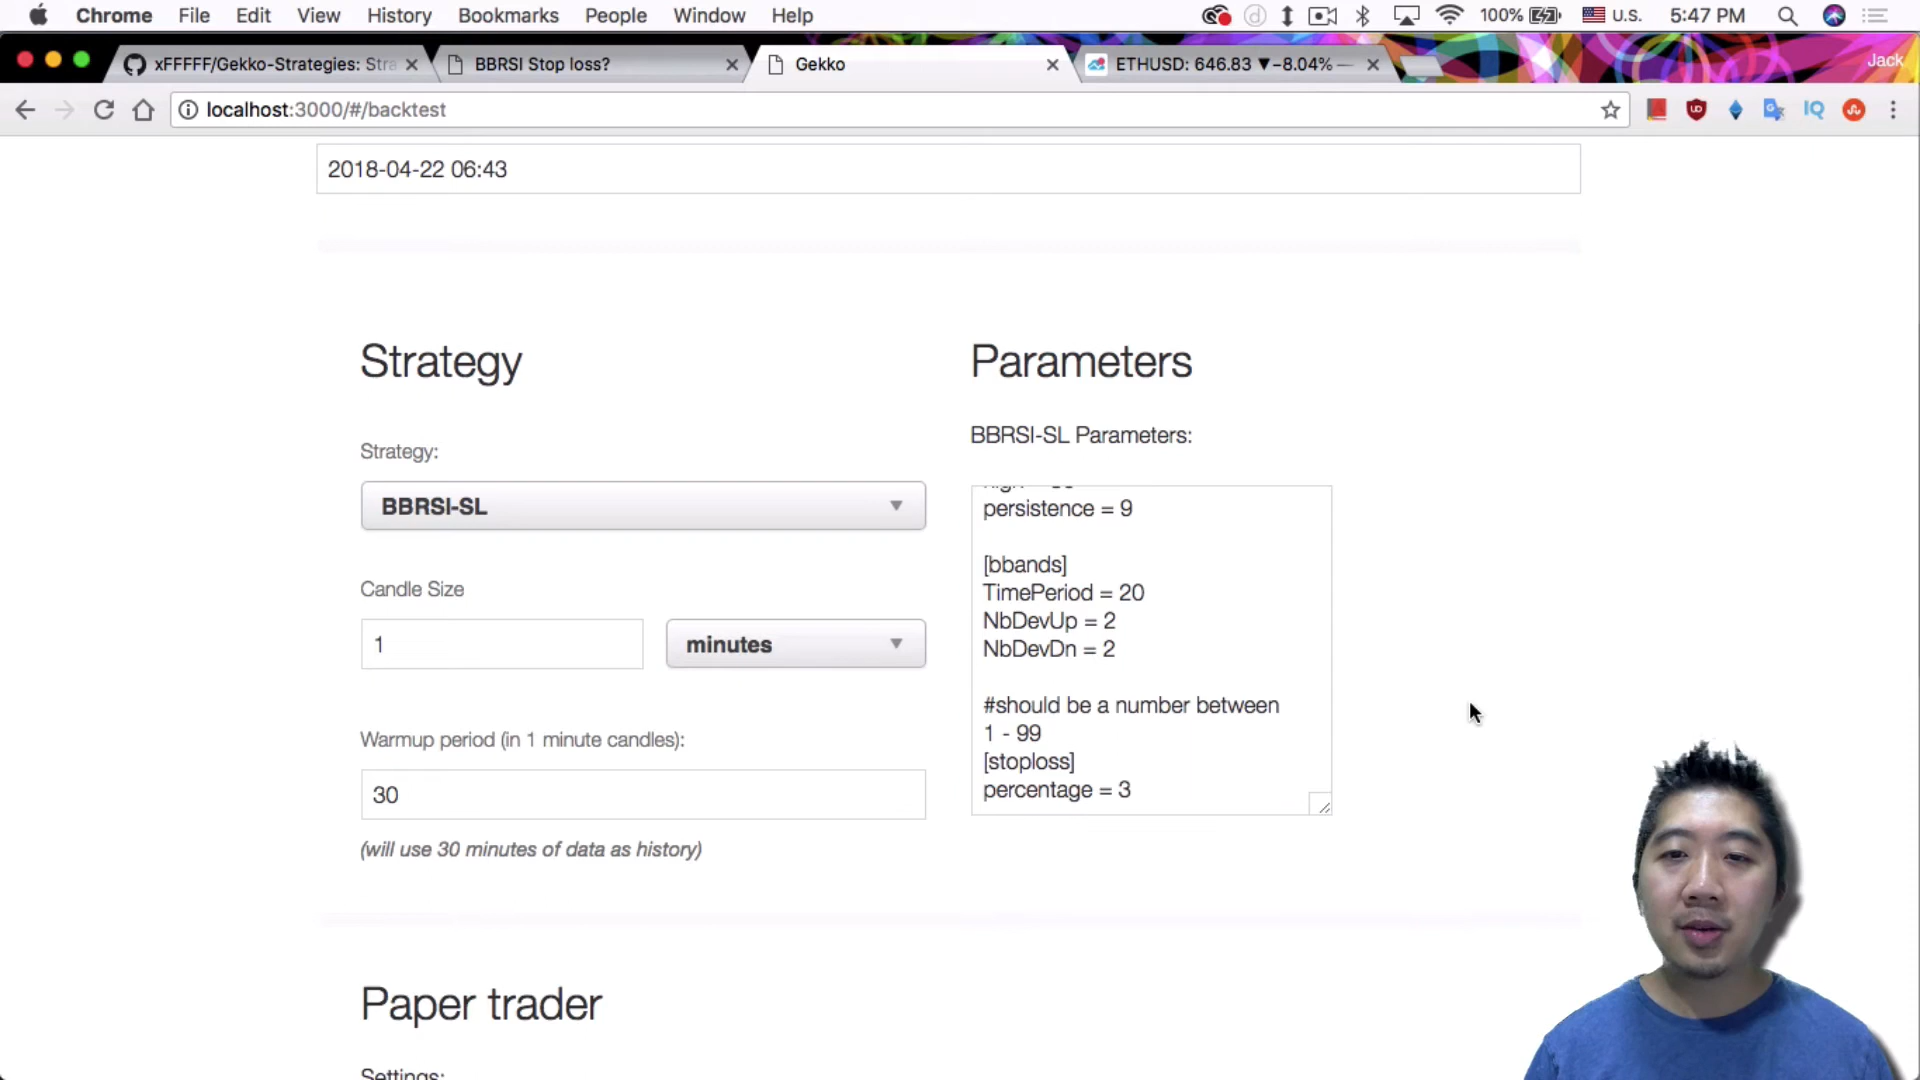 Chrome File Edit View History Bookmarks People Window Help 100% U.S. 5:47 PM
xFFFFF/Gekko-Strategies: Stra BBRSI Stop loss? Gekko ETHUSD: 646.83 ▼−8.04% — Jack
localhost:3000/#/backtest
2018-04-22 06:43
Strategy
Strategy:
BBRSI-SL
Candle Size
1 minutes
Warmup period (in 1 minute candles):
30
(will use 30 minutes of data as history)
Parameters
BBRSI-SL Parameters:
persistence = 9
[bbands]
TimePeriod = 20
NbDevUp = 2
NbDevDn = 2
#should be a number between
1 - 99
[stoploss]
percentage = 3
Paper trader
Settings: